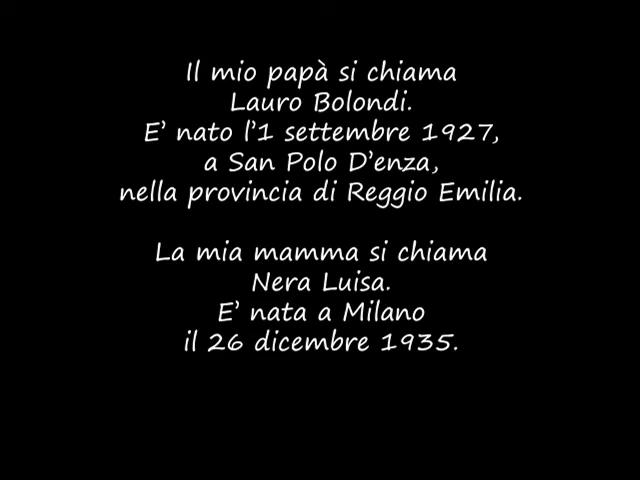 Il mio papà si chiama
Lauro Bolondi.
E’ nato l’1 settembre 1927,
a San Polo D’enza,
nella provincia di Reggio Emilia.
La mia mamma si chiama
Nera Luisa.
E’ nata a Milano
il 26 dicembre 1935.